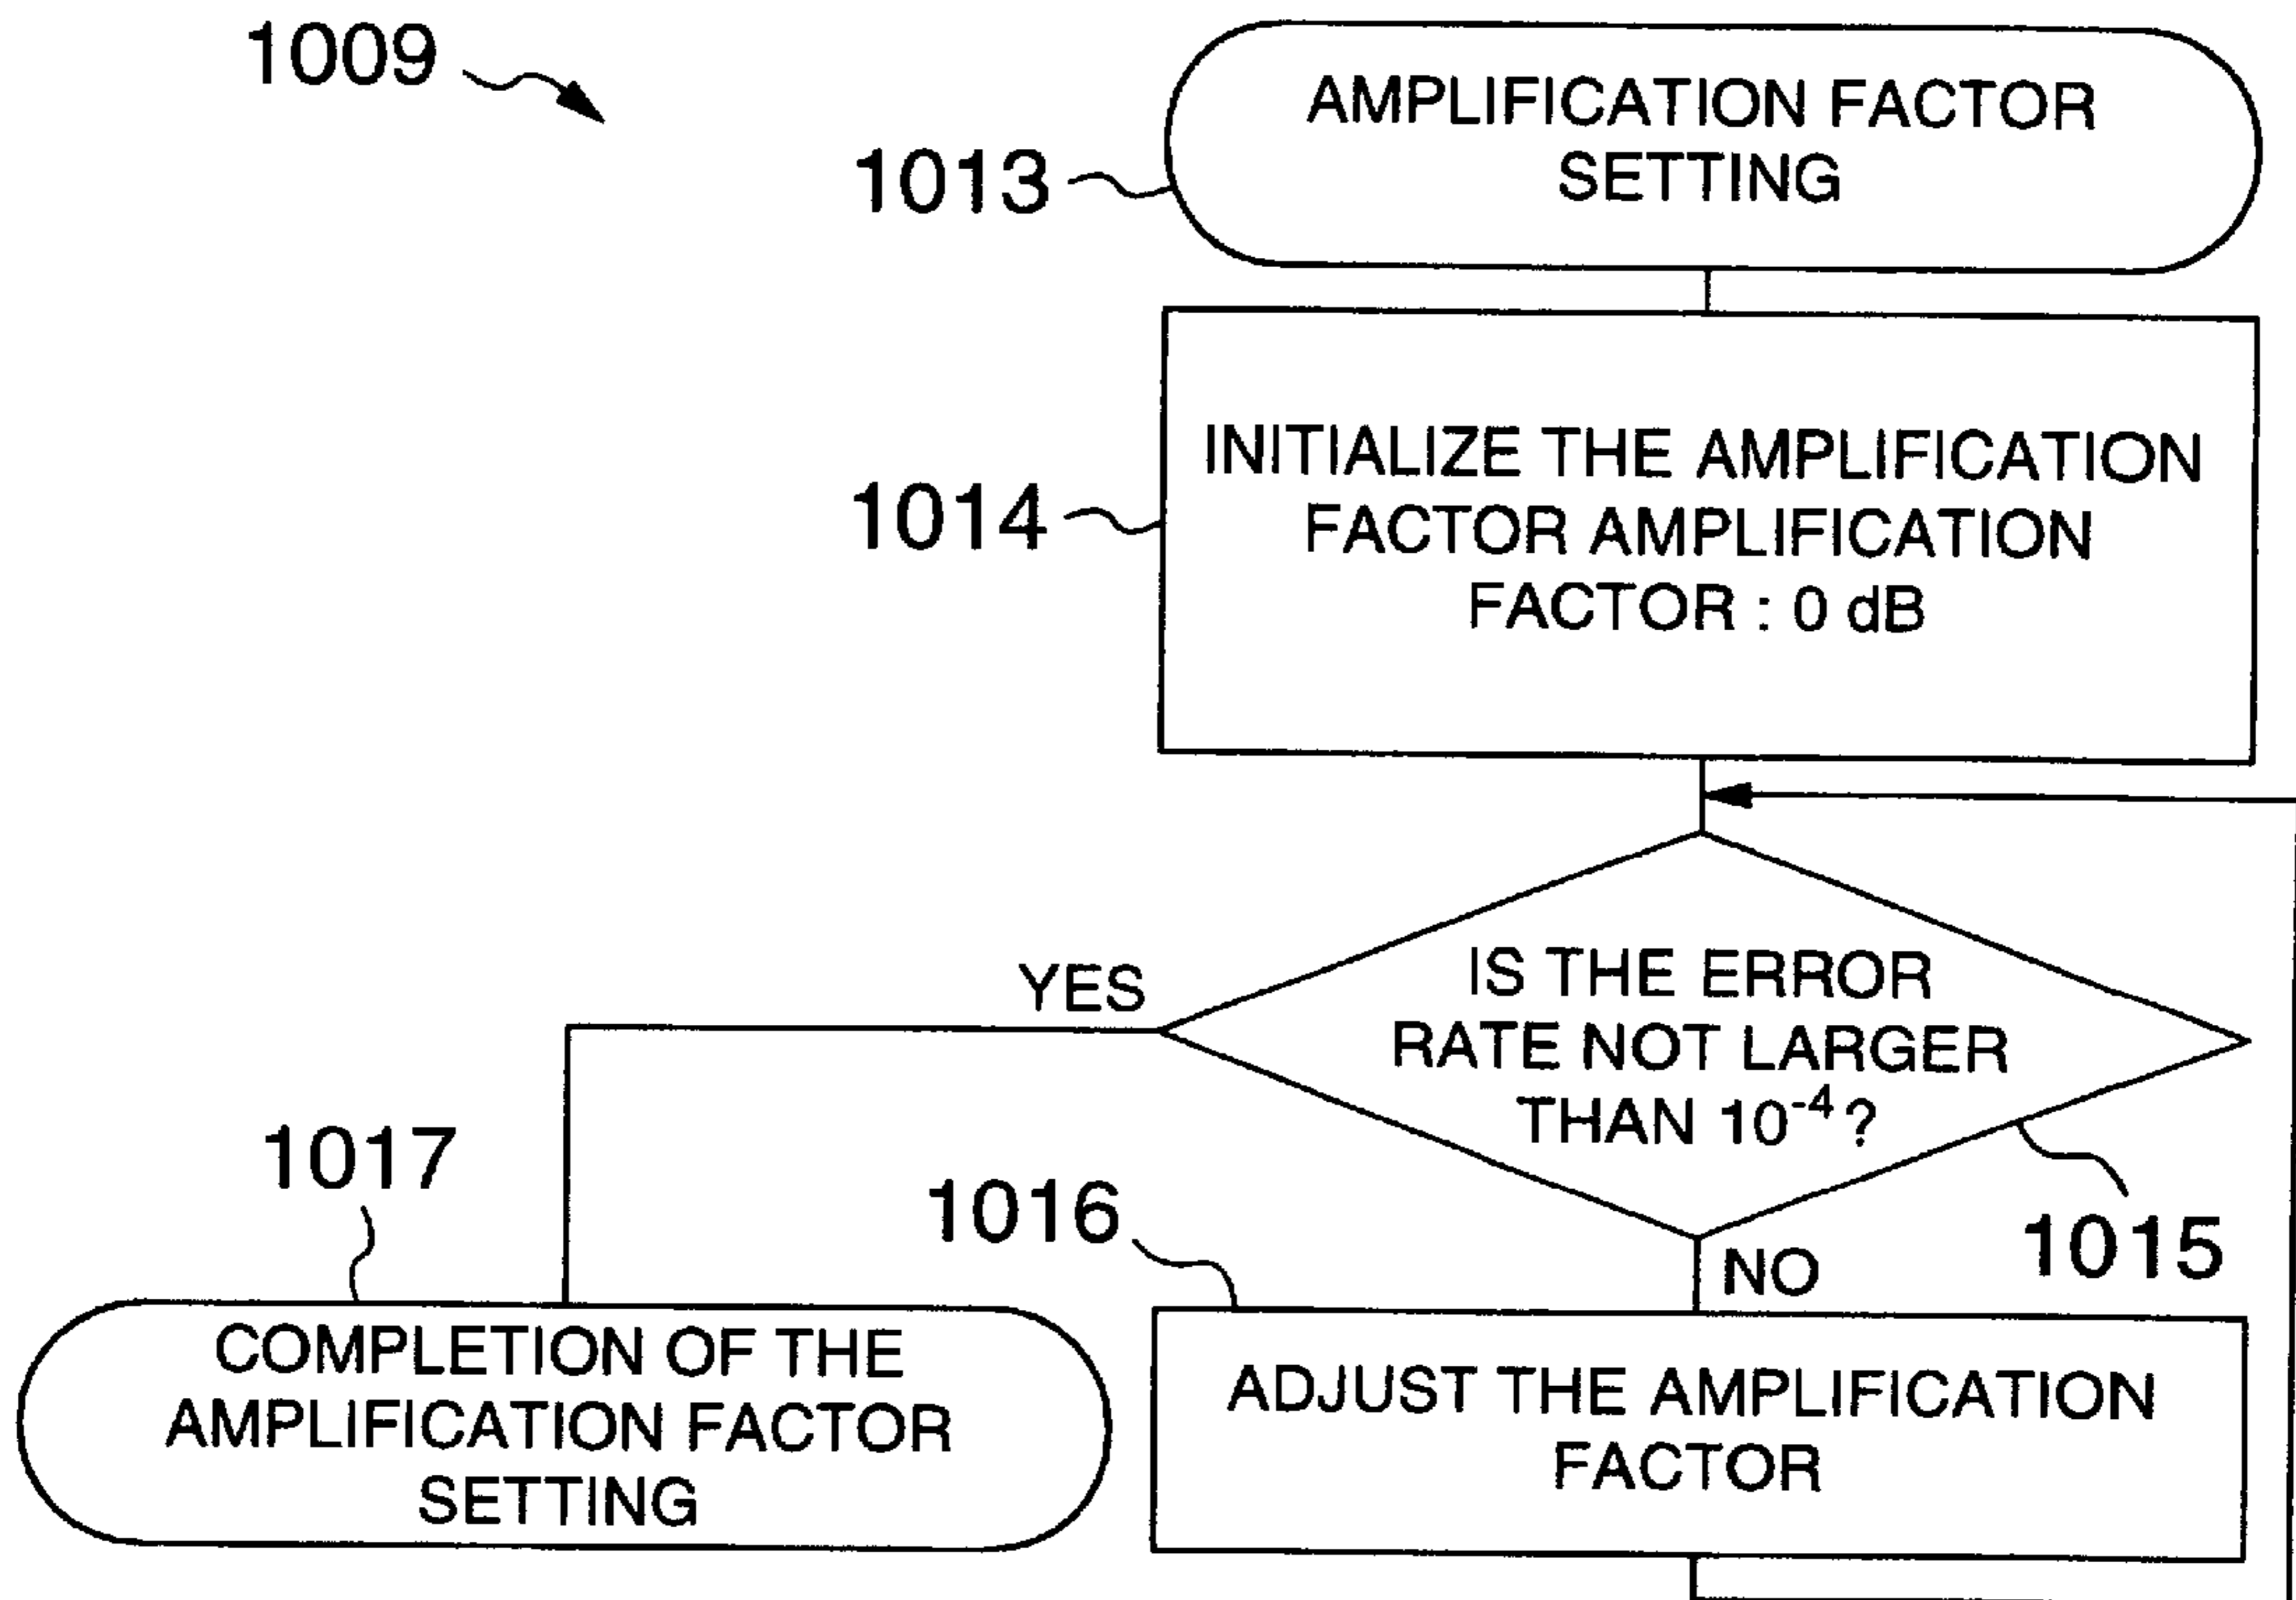 1009
AMPLIFICATION FACTOR
SETTING
1013
INITIALIZE THE AMPLIFICATION
FACTOR AMPLIFICATION
FACTOR : 0 dB
1014
IS THE ERROR
RATE NOT LARGER
THAN 10⁻⁴?
YES
1015
1017
1016
NO
COMPLETION OF THE
AMPLIFICATION FACTOR
SETTING
ADJUST THE AMPLIFICATION
FACTOR